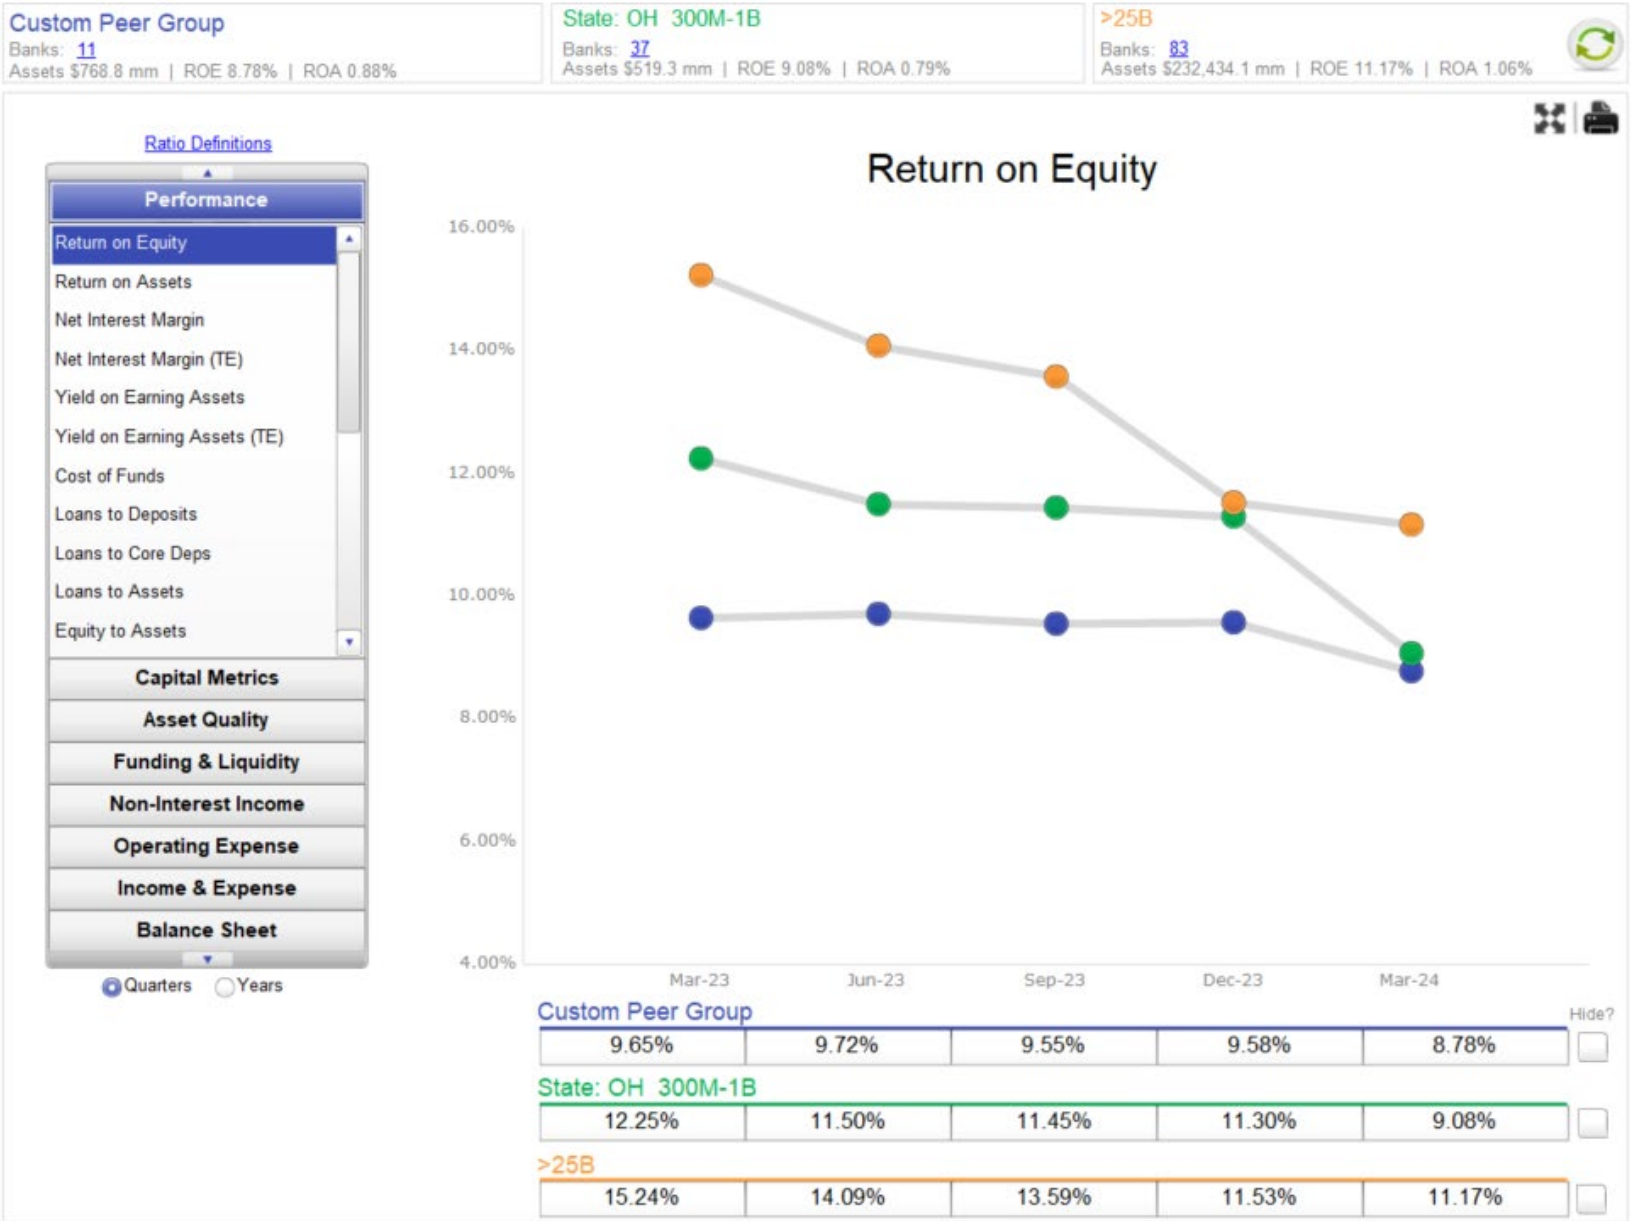 Custom Peer Group
Banks: 11
Assets $768.8 mm | ROE 8.78% | ROA 0.88%
State: OH 300M-1B
Banks: 37
Assets $519.3 mm | ROE 9.08% | ROA 0.79%
>25B
Banks: 83
Assets $232,434.1 mm | ROE 11.17% | ROA 1.06%
Ratio Definitions
Performance
Return on Equity
Return on Assets
Net Interest Margin
Net Interest Margin (TE)
Yield on Earning Assets
Yield on Earning Assets (TE)
Cost of Funds
Loans to Deposits
Loans to Core Deps
Loans to Assets
Equity to Assets
Capital Metrics
Asset Quality
Funding & Liquidity
Non-Interest Income
Operating Expense
Income & Expense
Balance Sheet
Quarters Years
Return on Equity
16.00%
14.00%
12.00%
10.00%
8.00%
6.00%
4.00%
Mar-23 Jun-23 Sep-23 Dec-23 Mar-24
Custom Peer Group Hide?
9.65% 9.72% 9.55% 9.58% 8.78%
State: OH 300M-1B
12.25% 11.50% 11.45% 11.30% 9.08%
>25B
15.24% 14.09% 13.59% 11.53% 11.17%